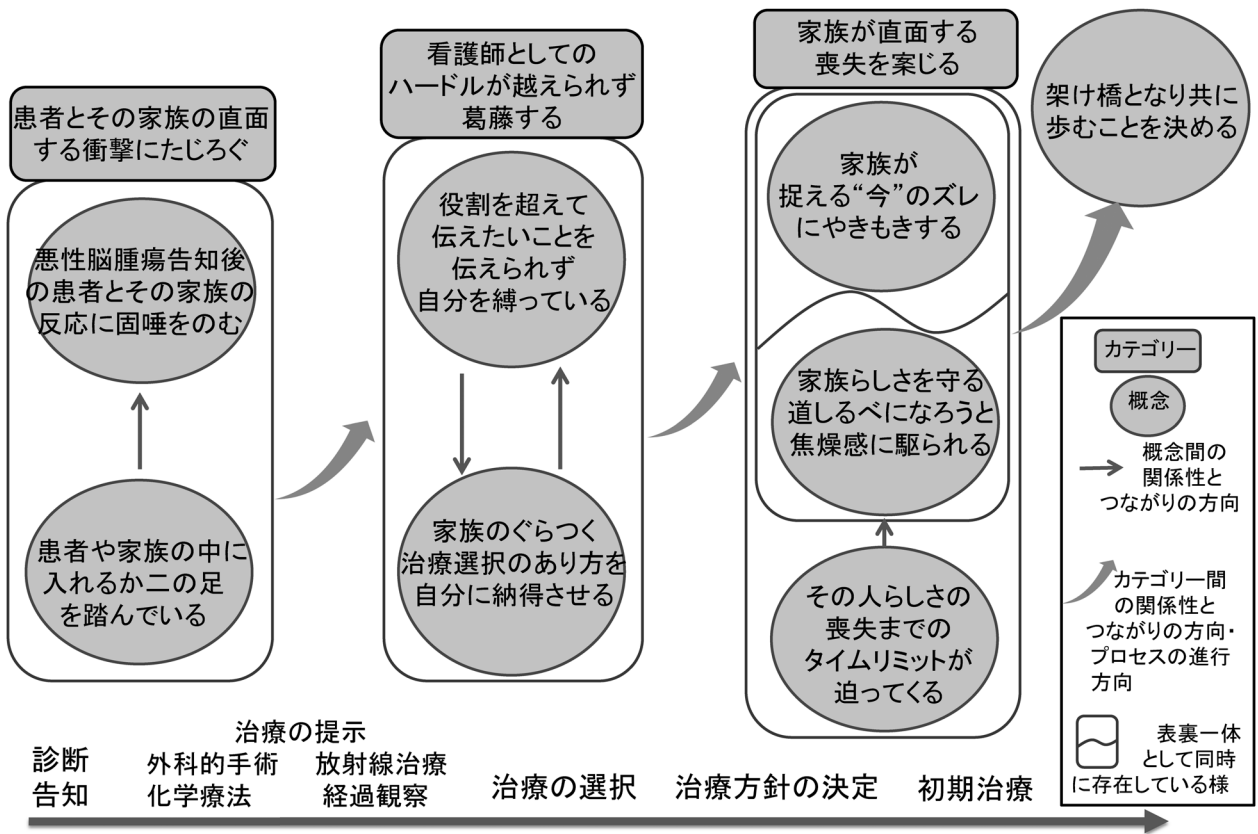 患者とその家族の直面
する衝撃にたじろぐ
悪性脳腫瘍告知後
の患者とその家族の
反応に固唾をのむ
患者や家族の中に
入れるか二の足
を踏んでいる
看護師としての
ハードルが越えられず
葛藤する
役割を超えて
伝えたいことを
伝えられず
自分を縛っている
家族のぐらつく
治療選択のあり方を
自分に納得させる
家族が直面する
喪失を案じる
家族が
捉える“今”のズレ
にやきもきする
家族らしさを守る
道しるべになろうと
焦燥感に駆られる
その人らしさの
喪失までの
タイムリミットが
迫ってくる
架け橋となり共に
歩むことを決める
カテゴリー
概念
概念間の
関係性と
つながりの方向
カテゴリー間
の関係性と
つながりの方向・
プロセスの進行
方向
表裏一体
として同時
に存在している様
診断
告知
治療の提示
外科的手術 放射線治療
化学療法 経過観察
治療の選択
治療方針の決定
初期治療